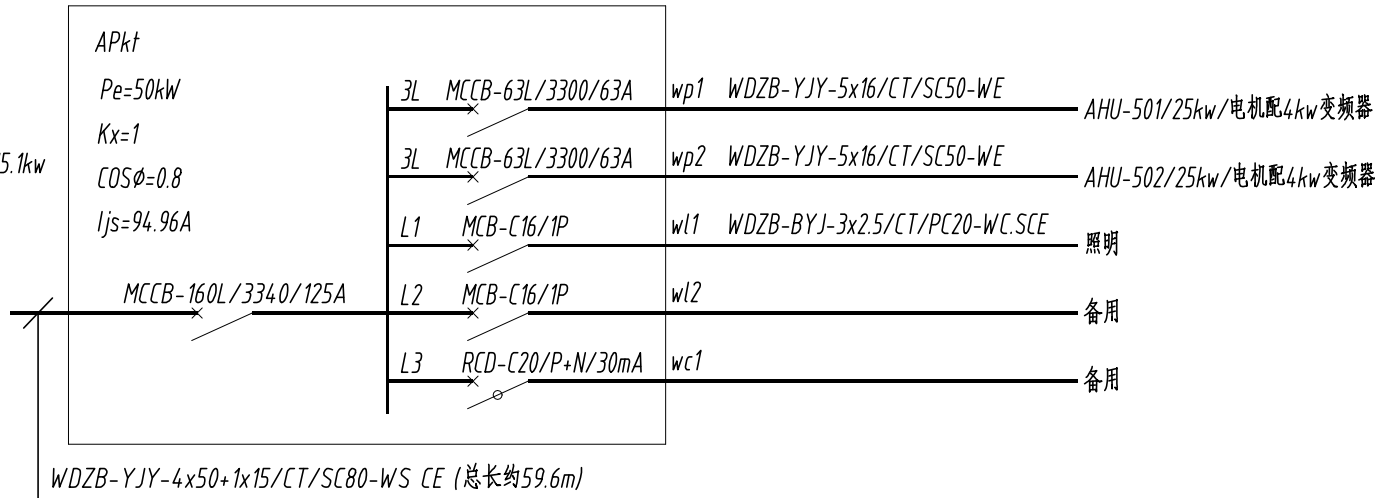 APkt
Pe=50kW
Kx=1
COSø=0.8
Ijs=94.96A
5.1kw
MCCB-160L/3340/125A
3L MCCB-63L/3300/63A wp1 WDZB-YJY-5x16/CT/SC50-WE AHU-501/25kw/电机配4kw变频器
3L MCCB-63L/3300/63A wp2 WDZB-YJY-5x16/CT/SC50-WE AHU-502/25kw/电机配4kw变频器
L1 MCB-C16/1P wl1 WDZB-BYJ-3x2.5/CT/PC20-WC.SCE 照明
L2 MCB-C16/1P wl2 备用
L3 RCD-C20/P+N/30mA wc1 备用
WDZB-YJY-4x50+1x15/CT/SC80-WS CE (总长约59.6m)